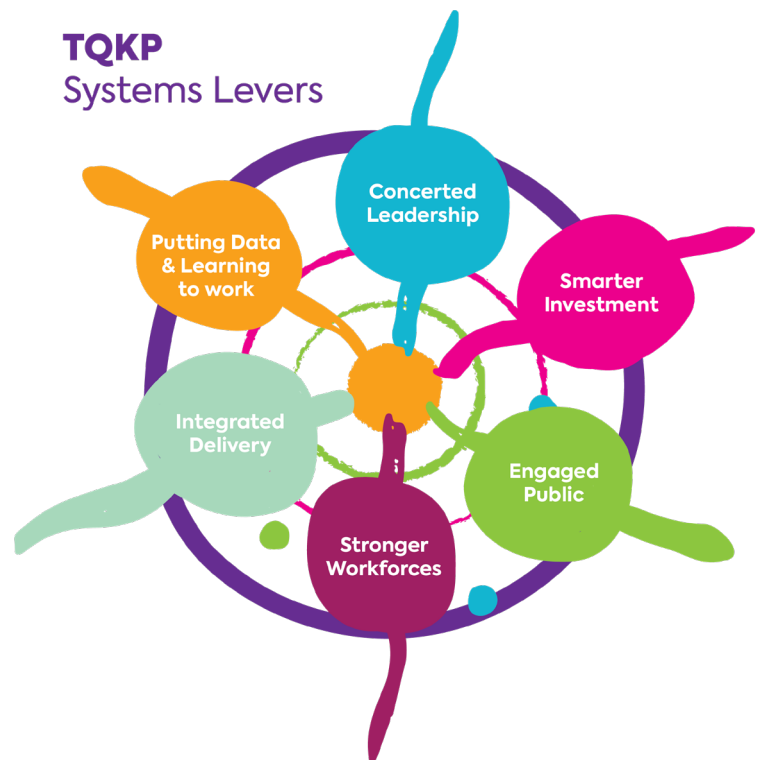 TQKP
Systems Levers
Concerted
Leadership
Smarter
Investment
Engaged
Public
Stronger
Workforces
Integrated
Delivery
Putting Data
& Learning
to work